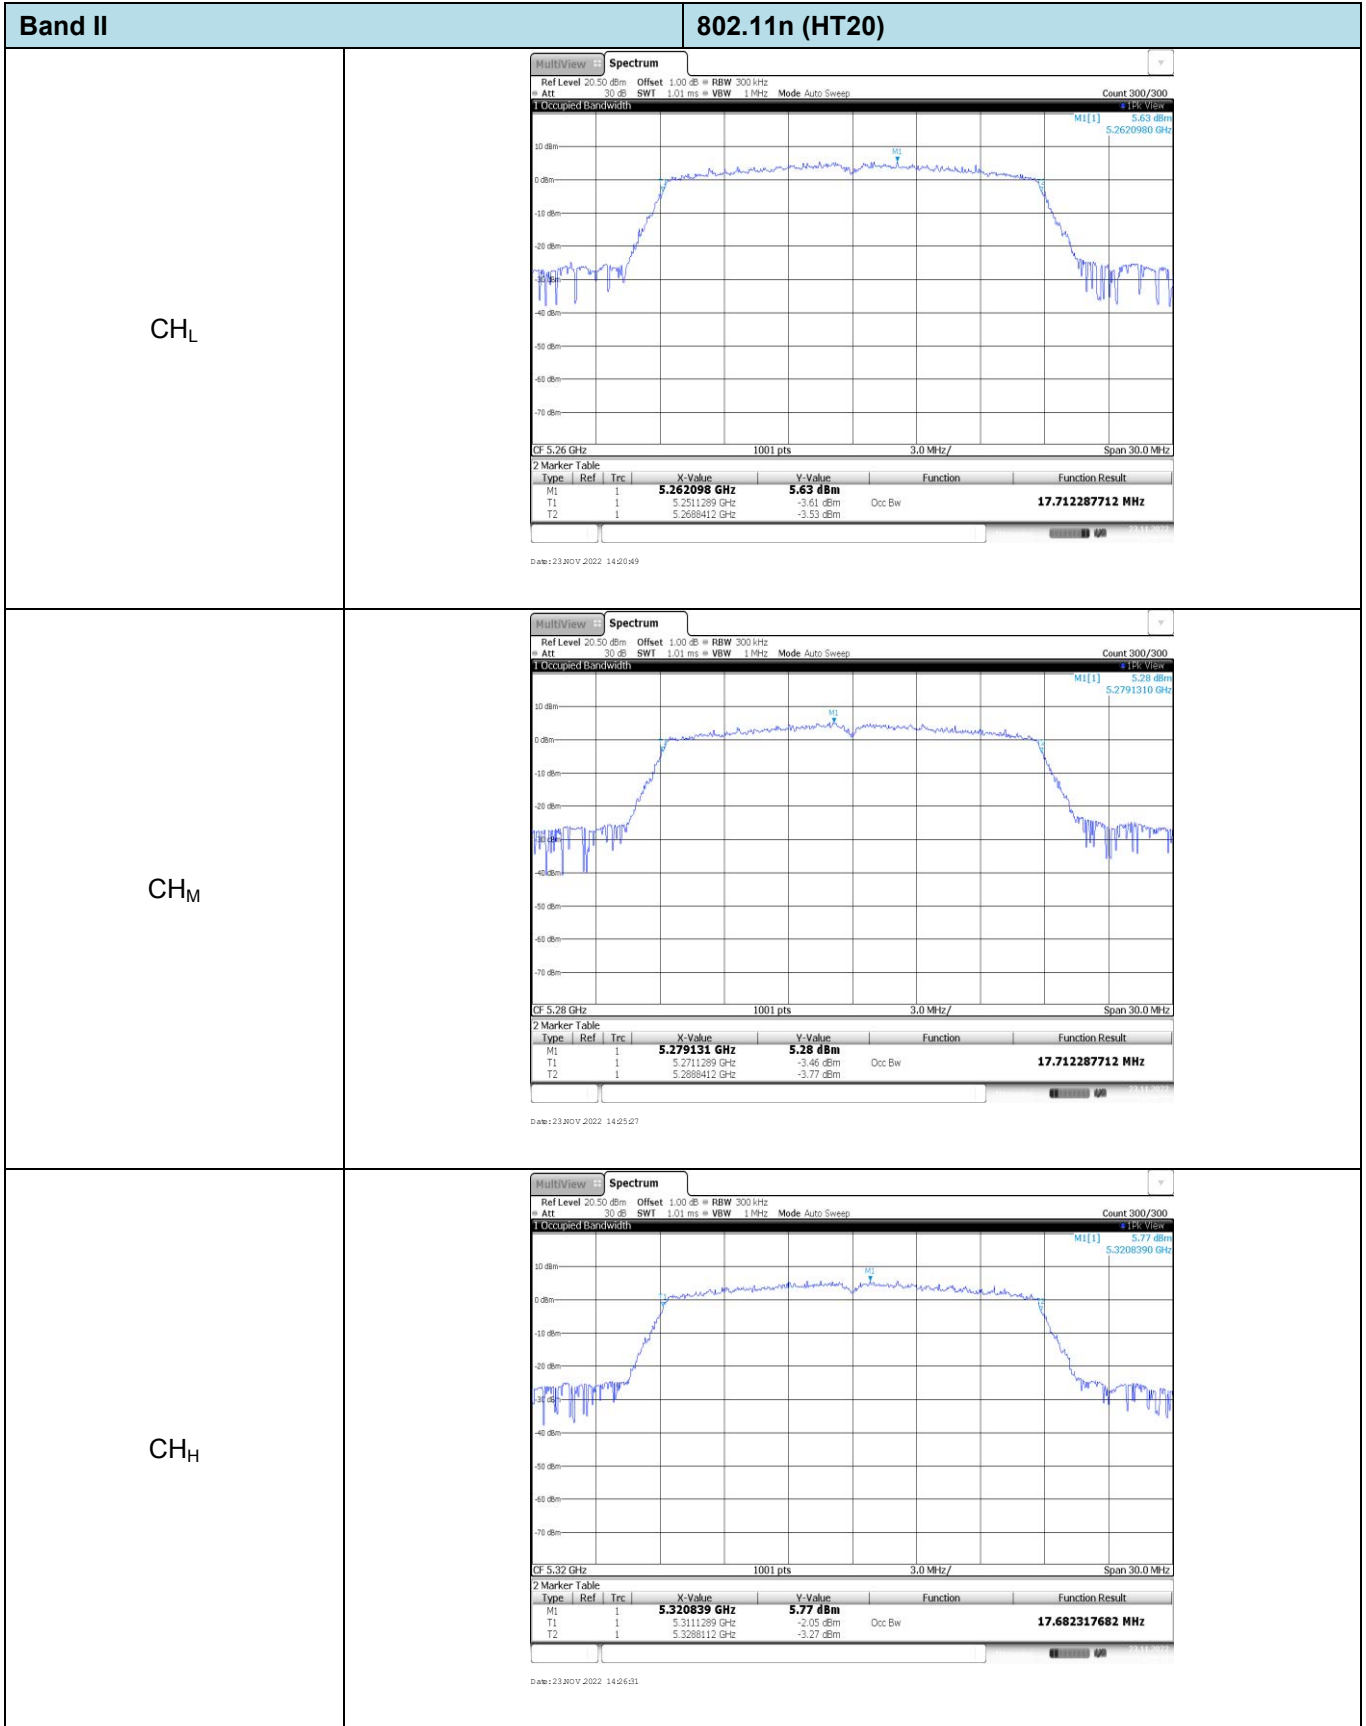 Band II 802.11n (HT20)
CHL
MultiView Spectrum
Ref Level 20.50 dBm Offset 1.00 dB RBW 300 kHz
Att 30 dB SWT 1.01 ms VBW 1 MHz Mode Auto Sweep Count 300/300
1 Occupied Bandwidth 1Pk View
M1[1] 5.63 dBm
5.2620980 GHz
M1
10 dBm
0 dBm
-10 dBm
-20 dBm
-30 dBm
-40 dBm
-50 dBm
-60 dBm
-70 dBm
CF 5.26 GHz 1001 pts 3.0 MHz/ Span 30.0 MHz
2 Marker Table
Type Ref Trc X-Value Y-Value Function Function Result
M1 1 5.262098 GHz 5.63 dBm
T1 1 5.2511289 GHz -3.61 dBm Occ Bw 17.712287712 MHz
T2 1 5.2688412 GHz -3.53 dBm
Date: 23.NOV.2022 14:20:49
CHM
MultiView Spectrum
Ref Level 20.50 dBm Offset 1.00 dB RBW 300 kHz
Att 30 dB SWT 1.01 ms VBW 1 MHz Mode Auto Sweep Count 300/300
1 Occupied Bandwidth 1Pk View
M1[1] 5.28 dBm
5.2791310 GHz
M1
10 dBm
0 dBm
-10 dBm
-20 dBm
-30 dBm
-40 dBm
-50 dBm
-60 dBm
-70 dBm
CF 5.28 GHz 1001 pts 3.0 MHz/ Span 30.0 MHz
2 Marker Table
Type Ref Trc X-Value Y-Value Function Function Result
M1 1 5.279131 GHz 5.28 dBm
T1 1 5.2711289 GHz -3.46 dBm Occ Bw 17.712287712 MHz
T2 1 5.2888412 GHz -3.77 dBm
Date: 23.NOV.2022 14:25:27
CHH
MultiView Spectrum
Ref Level 20.50 dBm Offset 1.00 dB RBW 300 kHz
Att 30 dB SWT 1.01 ms VBW 1 MHz Mode Auto Sweep Count 300/300
1 Occupied Bandwidth 1Pk View
M1[1] 5.77 dBm
5.3208390 GHz
M1
10 dBm
0 dBm
-10 dBm
-20 dBm
-30 dBm
-40 dBm
-50 dBm
-60 dBm
-70 dBm
CF 5.32 GHz 1001 pts 3.0 MHz/ Span 30.0 MHz
2 Marker Table
Type Ref Trc X-Value Y-Value Function Function Result
M1 1 5.320839 GHz 5.77 dBm
T1 1 5.3111289 GHz -2.05 dBm Occ Bw 17.682317682 MHz
T2 1 5.3288112 GHz -3.27 dBm
Date: 23.NOV.2022 14:26:31